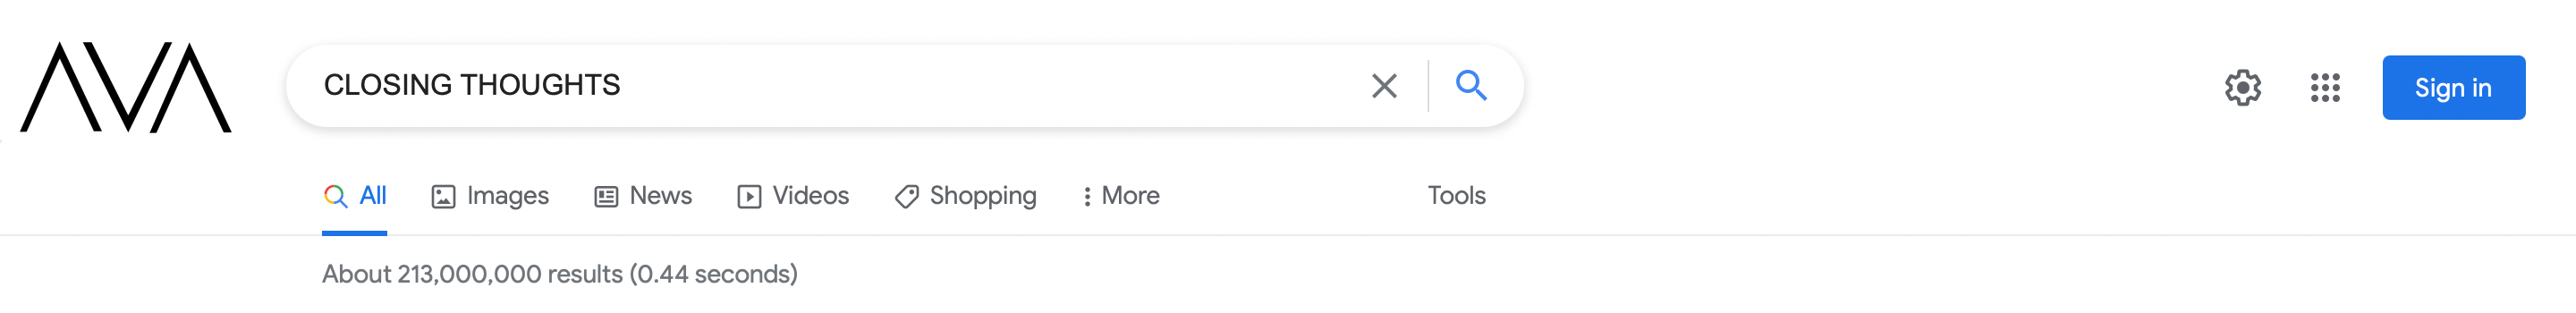 AVA
CLOSING THOUGHTS
Sign in
All Images News Videos Shopping More Tools
About 213,000,000 results (0.44 seconds)